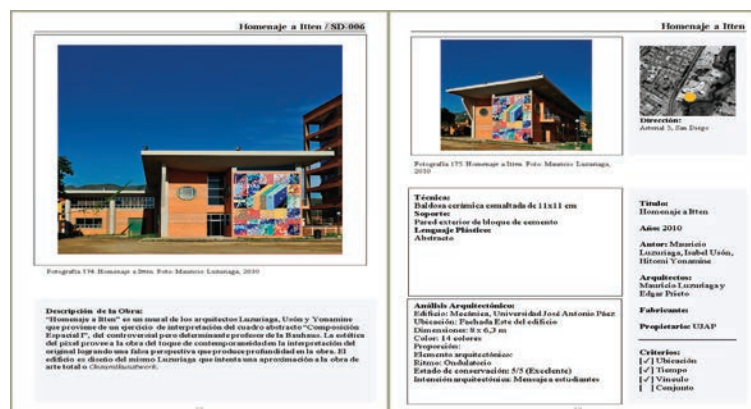 Homenaje a Itten / SD-006
Fotografía 174. Homenaje a Itten. Foto: Mauricio Luzuriaga, 2010
Descripción de la Obra:
"Homenaje a Itten" es un mural de los arquitectos Luzuriaga, Usón y Yonamine
que proviene de un ejercicio de interpretación del cuadro abstracto "Composición
Espacial I", del controversial pero determinante profesor de la Bauhaus. La estética
del pixel provee a la obra del toque de contemporaneidad en la interpretación del
original logrando una falsa perspectiva que produce profundidad en la obra. El
edificio es diseño del mismo Luzuriaga que intenta una aproximación a la obra de
arte total o
Homenaje a Itten
Fotografía 175. Homenaje a Itten. Foto: Mauricio Luzuriaga,
2010
Dirección:
Arterial 5, San Diego
Técnica:
Baldosa cerámica esmaltada de 11x11 cm
Soporte:
Pared exterior de bloque de cemento
Lenguaje Plástico:
Abstracto
Título:
Homenaje a Itten
Año: 2010
Autor: Mauricio
Luzuriaga, Isabel Usón,
Hitomi Yonamine
Arquitectos:
Mauricio Luzuriaga y
Edgar Prieto
Fabricante:
Propietario: UJAP
Análisis Arquitectónico:
Edificio: Mecánica, Universidad José Antonio Páez
Ubicación: Fachada Este del edificio
Dimensiones: 8 x 6,3 m
Color: 14 colores
Proporción:
Elemento arquitectónico:
Ritmo: Ondulatorio
Estado de conservación: 5/5 (Excelente)
Intención arquitectónica: Mensaje a estudiantes
Criterios:
[✓] Ubicación
[✓] Tiempo
[✓] Vínculo
[ ] Conjunto